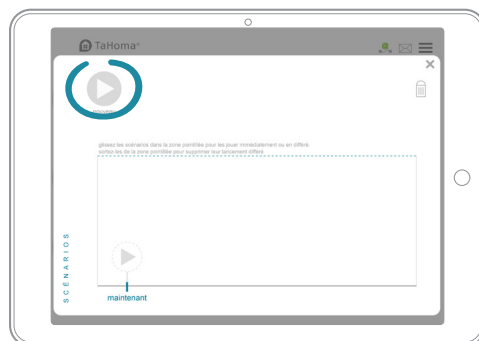 TaHoma®
glissez les scénarios dans la zone pointillée pour les jouer immédiatement ou en différé.
sortez-les de la zone pointillée pour supprimer leur lancement différé
SCÉNARIOS
maintenant